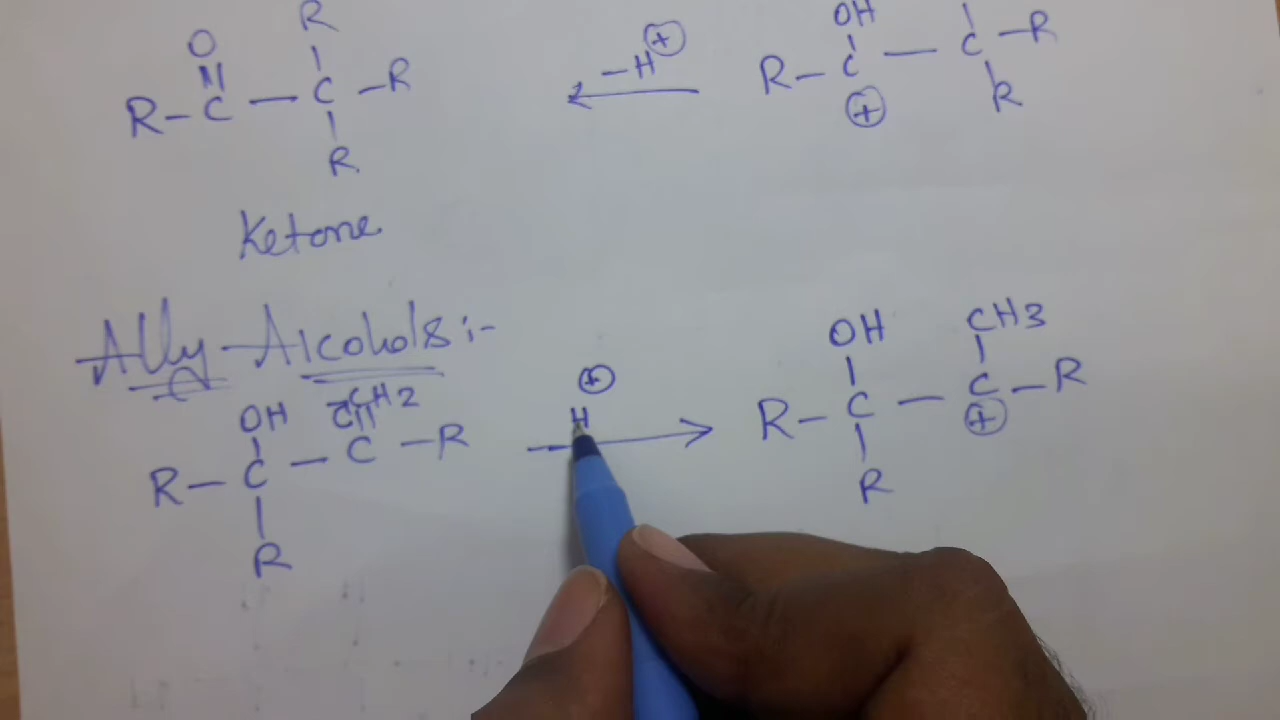 R OH
O C — C — R
R — C — C — R −H⊕ R — C ⊕ R
R
Ketone
Ally Alcohols :-
OH CH2 H⊕ OH CH3
R — C — C — R → R — C — C — R
R R ⊕